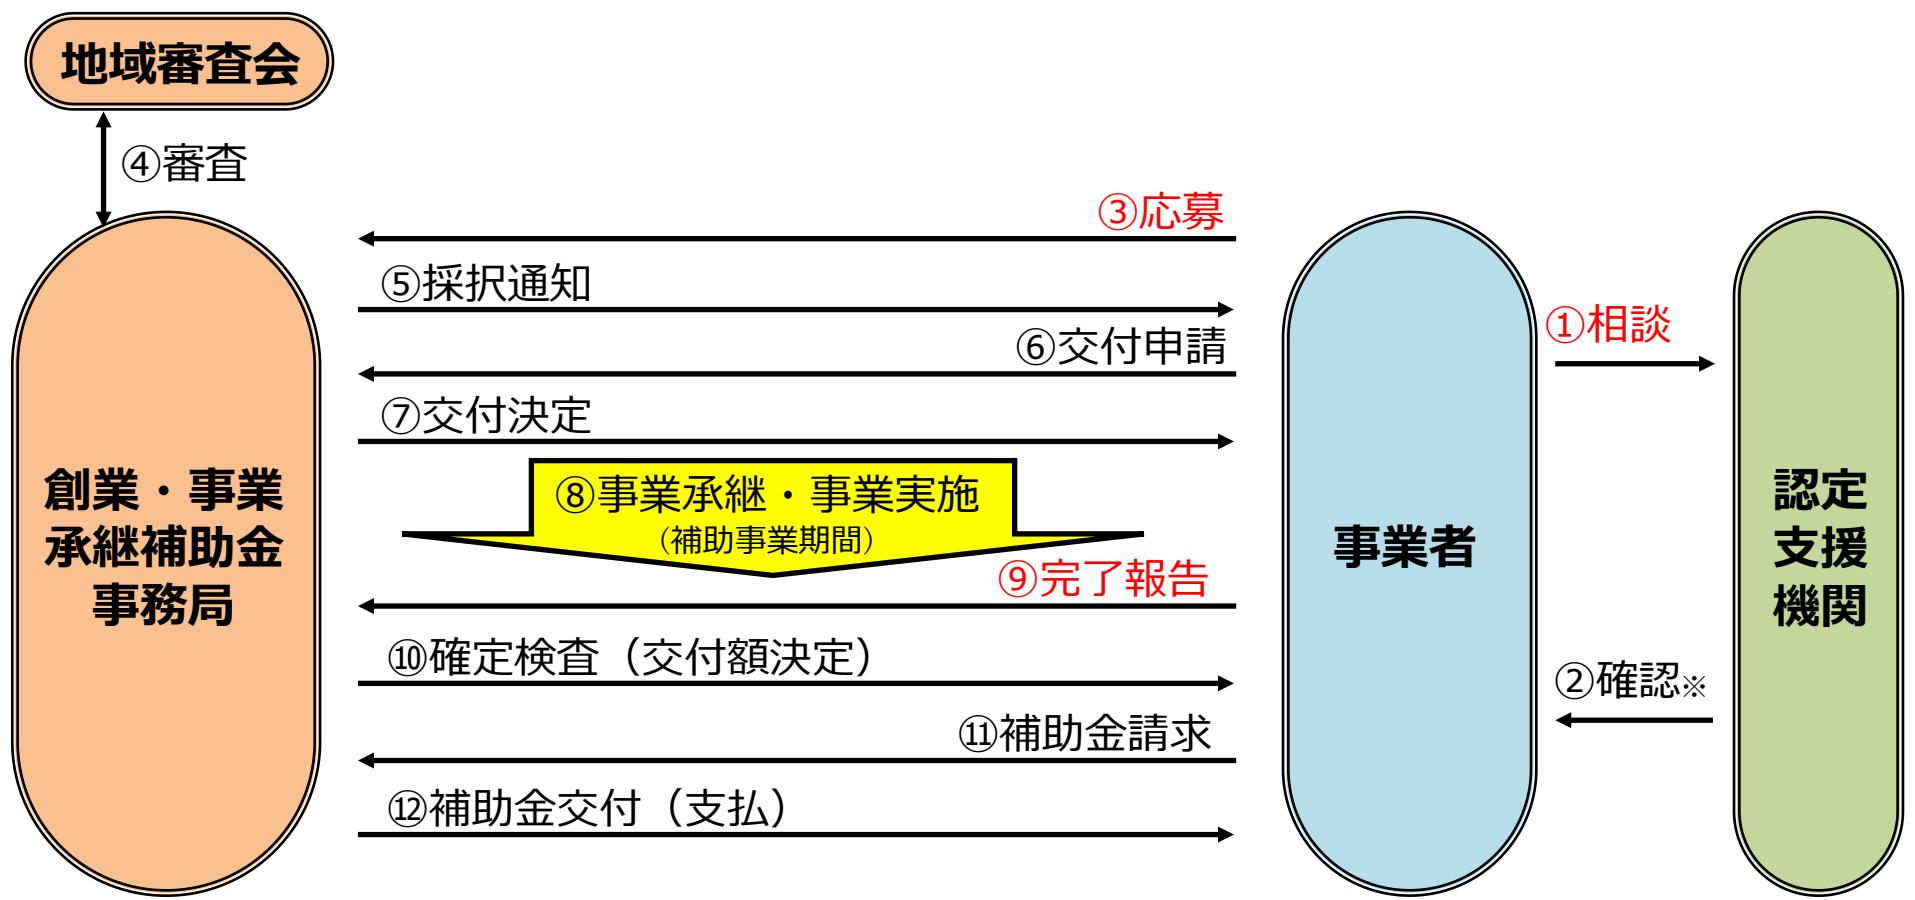 地域審査会
④審査
③応募
⑤採択通知
⑥交付申請
⑦交付決定
⑧事業承継・事業実施
（補助事業期間）
⑨完了報告
⑩確定検査（交付額決定）
⑪補助金請求
⑫補助金交付（支払）
創業・事業
承継補助金
事務局
事業者
①相談
②確認※
認定
支援
機関